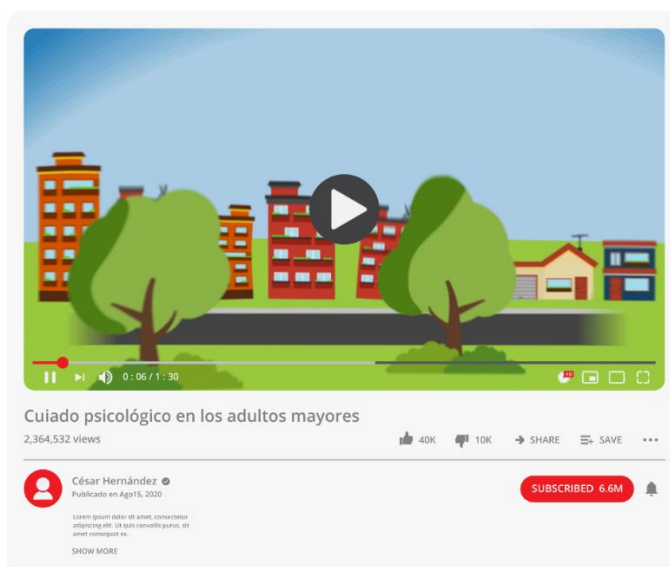 0:06/1:30
HD
Cuiado psicológico en los adultos mayores
2,364,532 views
40K 10K SHARE SAVE
César Hernández
Publicado en Ago15, 2020
SUBSCRIBED 6.6M
Lorem ipsum dolor sit amet, consectetur
adipiscing elit. Ut quis convallis purus, sit
amet consequat ex.
SHOW MORE